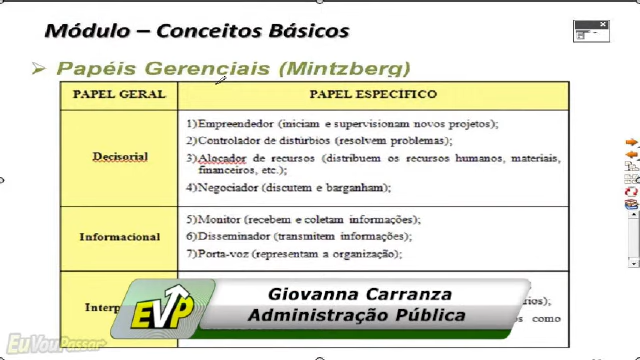 Módulo – Conceitos Básicos
Papéis Gerenciais (Mintzberg)
PAPEL GERAL
PAPEL ESPECÍFICO
Decisorial
1)Empreendedor (iniciam e supervisionam novos projetos);
2)Controlador de distúrbios (resolvem problemas);
3)Alocador de recursos (distribuem os recursos humanos, materiais,
financeiros, etc.);
4)Negociador (discutem e barganham);
Informacional
5)Monitor (recebem e coletam informações);
6)Disseminador (transmitem informações);
7)Porta-voz (representam a organização);
como
EVP
Giovanna Carranza
Administração Pública
EuVouPassar